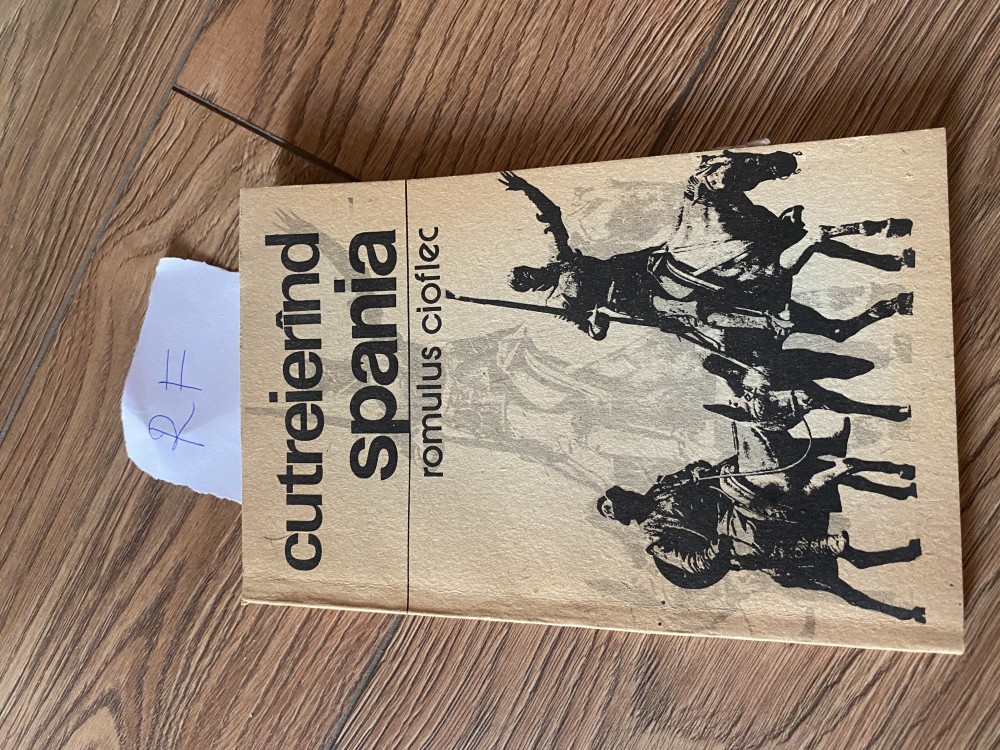 RF
cutreierînd
spania
romulus cioflec